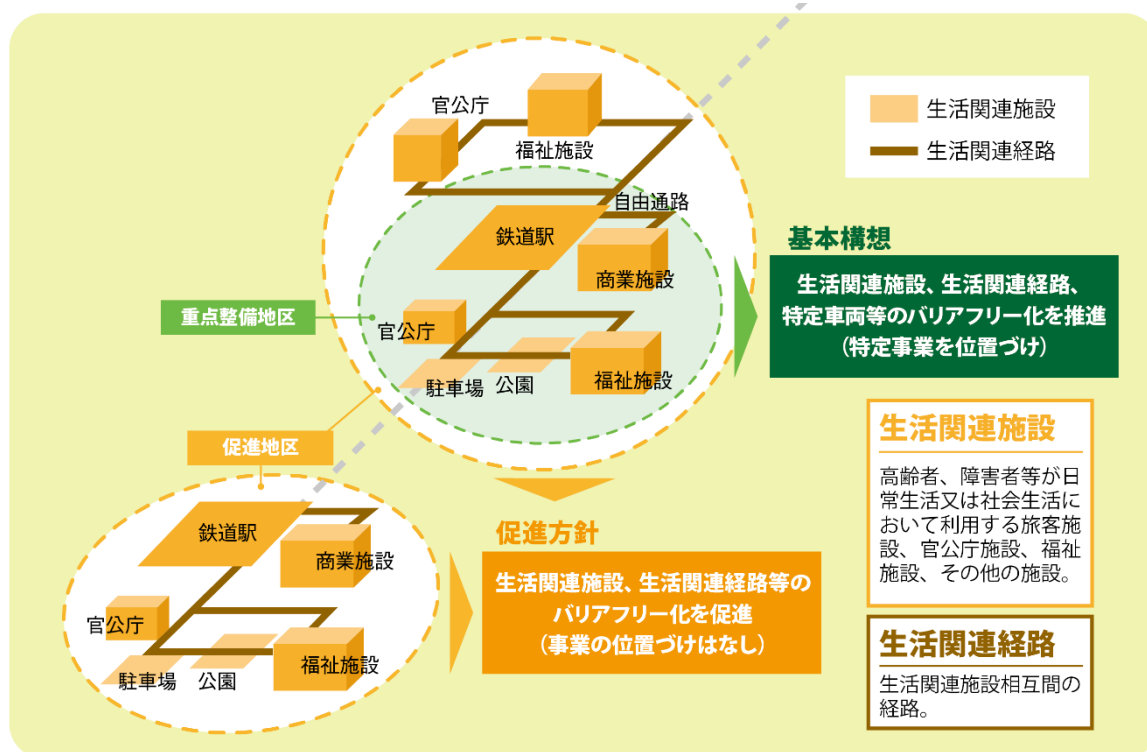 官公庁
福祉施設
生活関連施設
生活関連経路
自由通路
鉄道駅
商業施設
基本構想
生活関連施設、生活関連経路、
特定車両等のバリアフリー化を推進
(特定事業を位置づけ)
重点整備地区
官公庁
駐車場
公園
福祉施設
促進地区
生活関連施設
高齢者、障害者等が日
常生活又は社会生活に
おいて利用する旅客施
設、官公庁施設、福祉
施設、その他の施設。
鉄道駅
商業施設
促進方針
生活関連施設、生活関連経路等の
バリアフリー化を促進
(事業の位置づけはなし)
官公庁
駐車場
公園
福祉施設
生活関連経路
生活関連施設相互間の
経路。